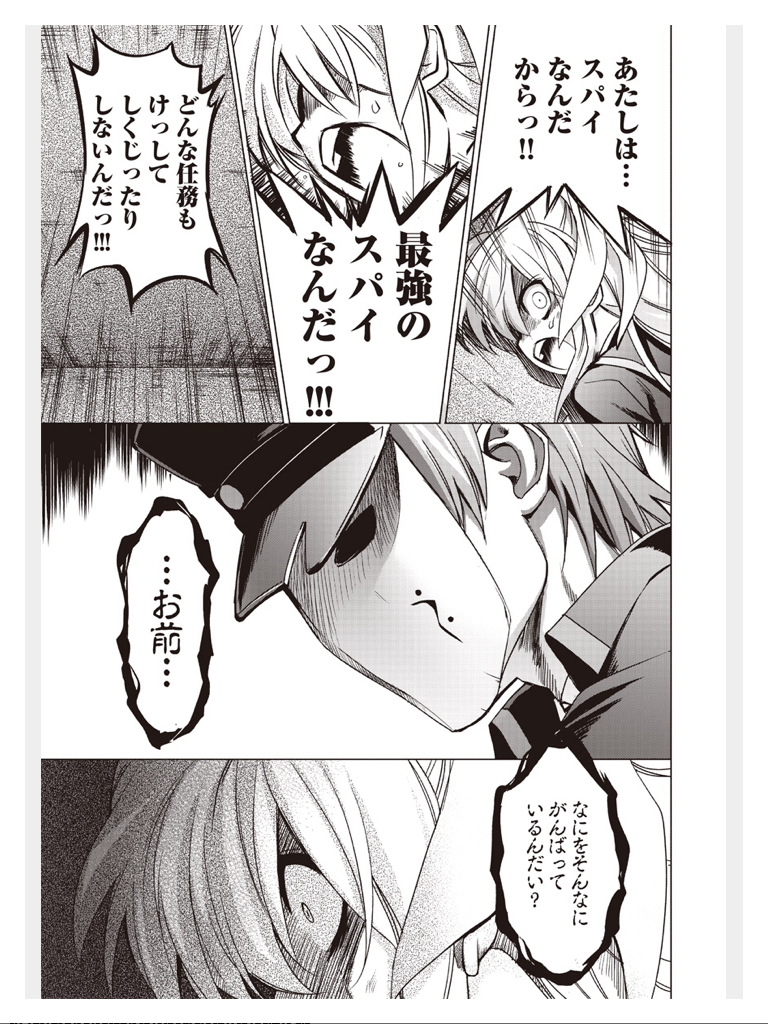 あたしは…
スパイ
なんだ
からっ!!
最強の
スパイ
なんだっ!!!
どんな任務も
けっして
しくじったり
しないんだっ!!!
…お前…
なにをそんなに
がんばって
いるんだい?